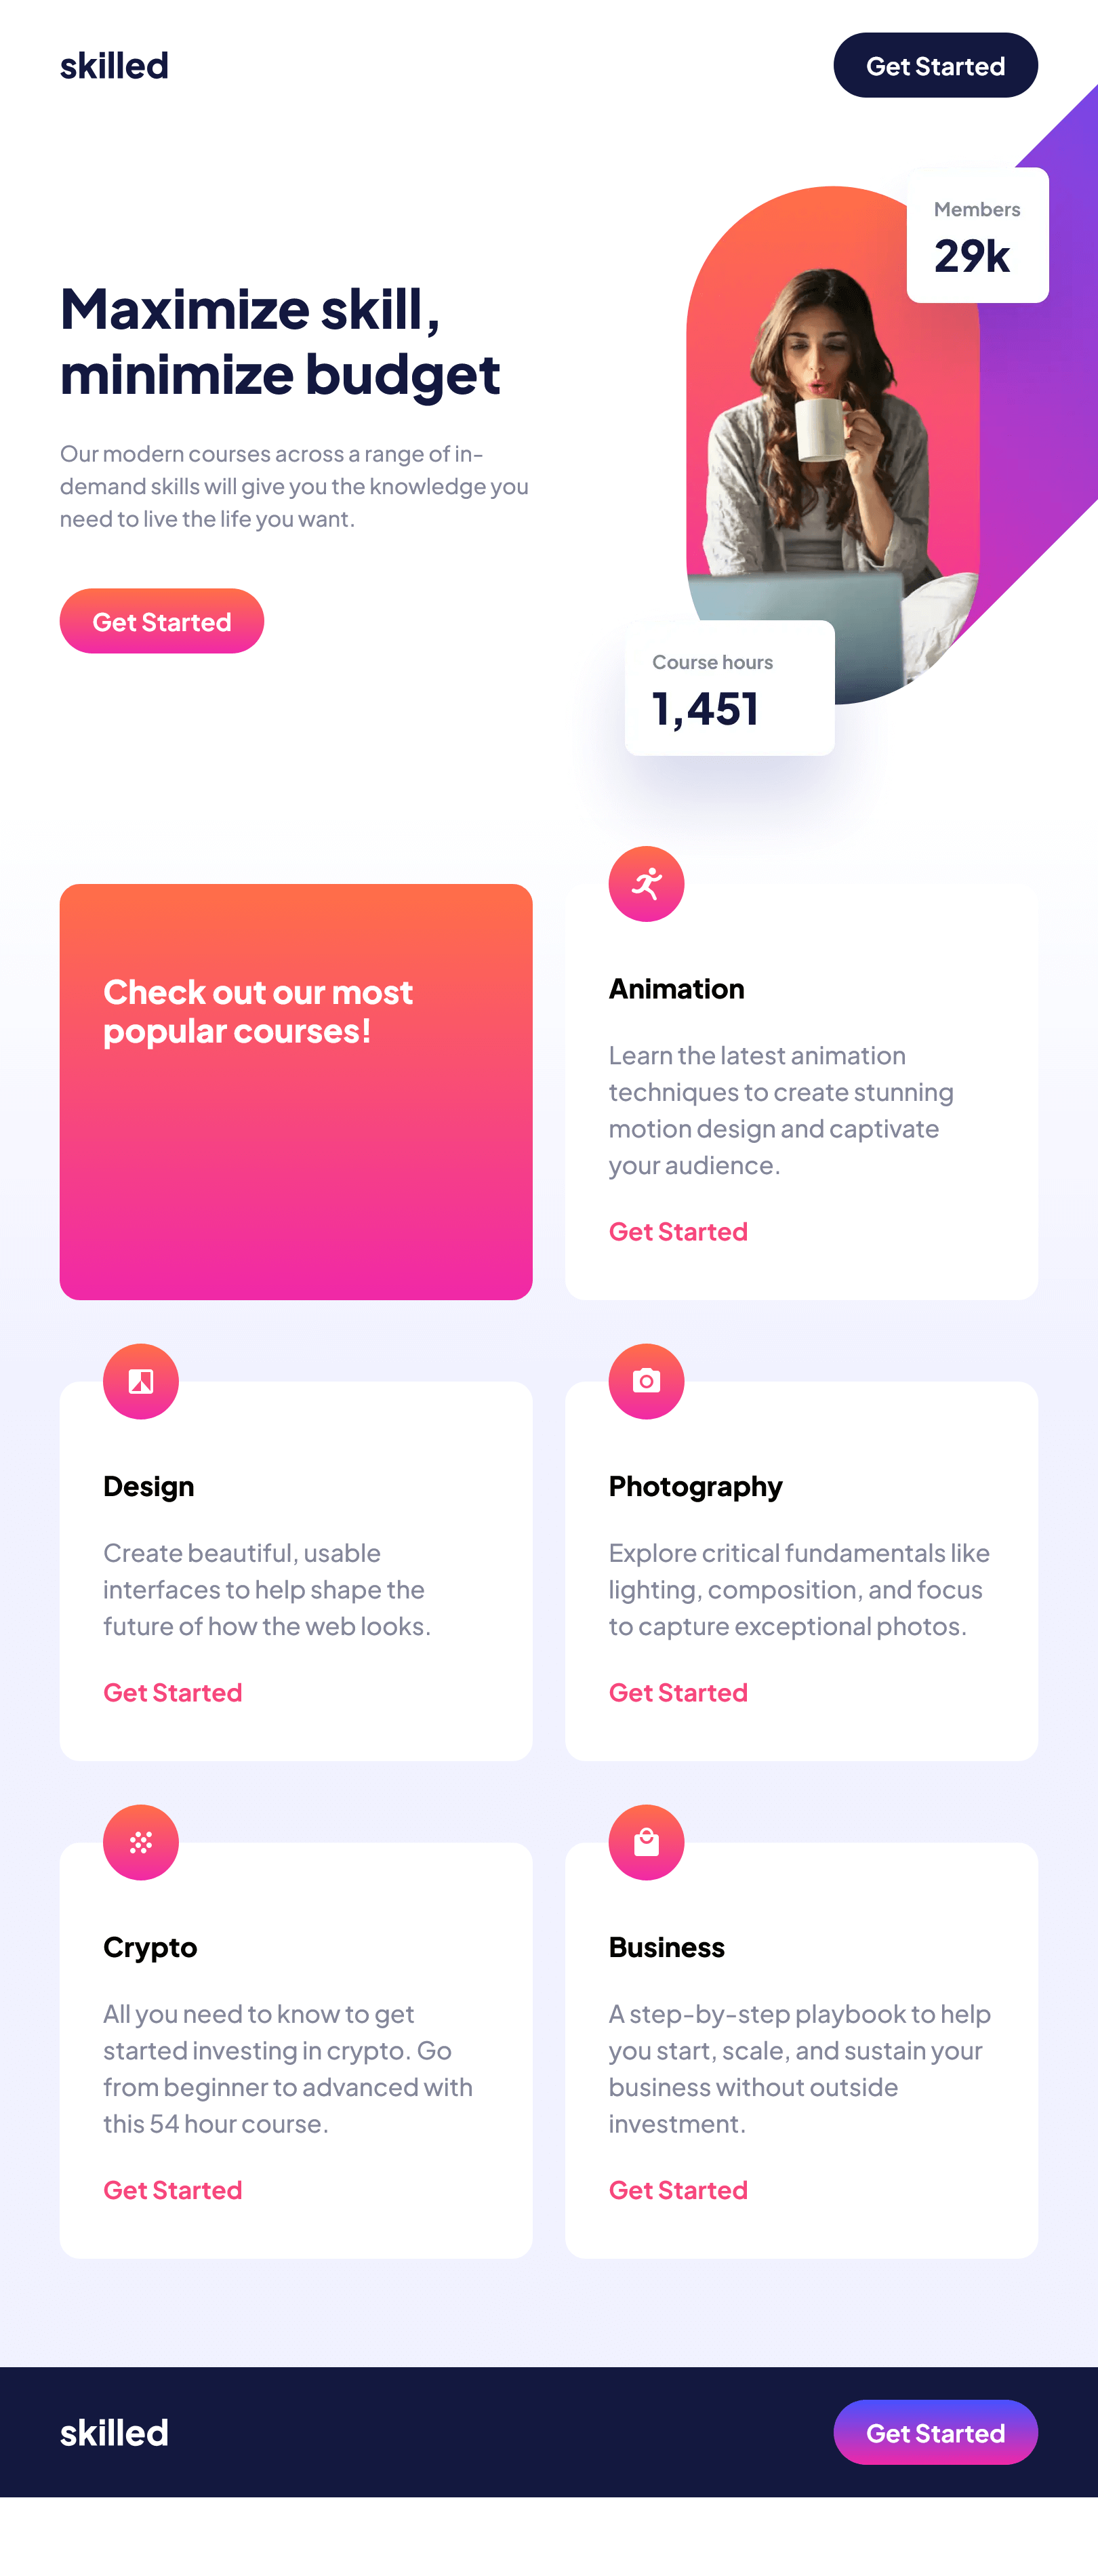 skilled
Get Started
Maximize skill,
minimize budget
Our modern courses across a range of in-
demand skills will give you the knowledge you
need to live the life you want.
Get Started
Members
29k
Course hours
1,451
Check out our most
popular courses!
Animation
Learn the latest animation
techniques to create stunning
motion design and captivate
your audience.
Get Started
Design
Create beautiful, usable
interfaces to help shape the
future of how the web looks.
Get Started
Photography
Explore critical fundamentals like
lighting, composition, and focus
to capture exceptional photos.
Get Started
Crypto
All you need to know to get
started investing in crypto. Go
from beginner to advanced with
this 54 hour course.
Get Started
Business
A step-by-step playbook to help
you start, scale, and sustain your
business without outside
investment.
Get Started
skilled
Get Started